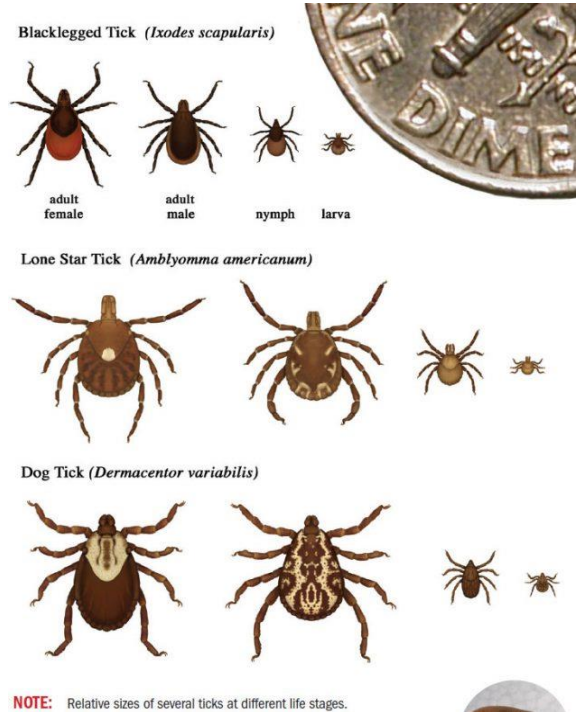 Blacklegged Tick (Ixodes scapularis)
NE DIME
adult female
adult male
nymph
larva
Lone Star Tick (Amblyomma americanum)
Dog Tick (Dermacentor variabilis)
NOTE: Relative sizes of several ticks at different life stages.